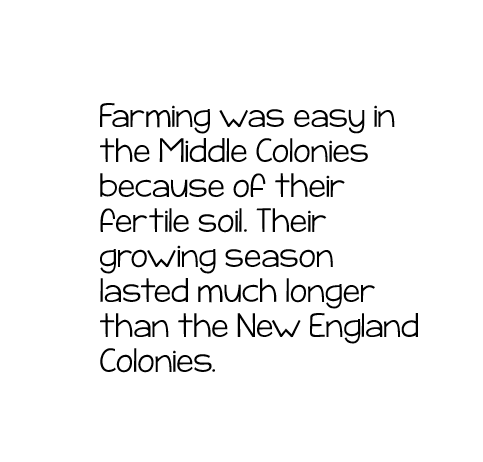 Farming was easy in
the Middle Colonies
because of their
fertile soil. Their
growing season
lasted much longer
than the New England
Colonies.